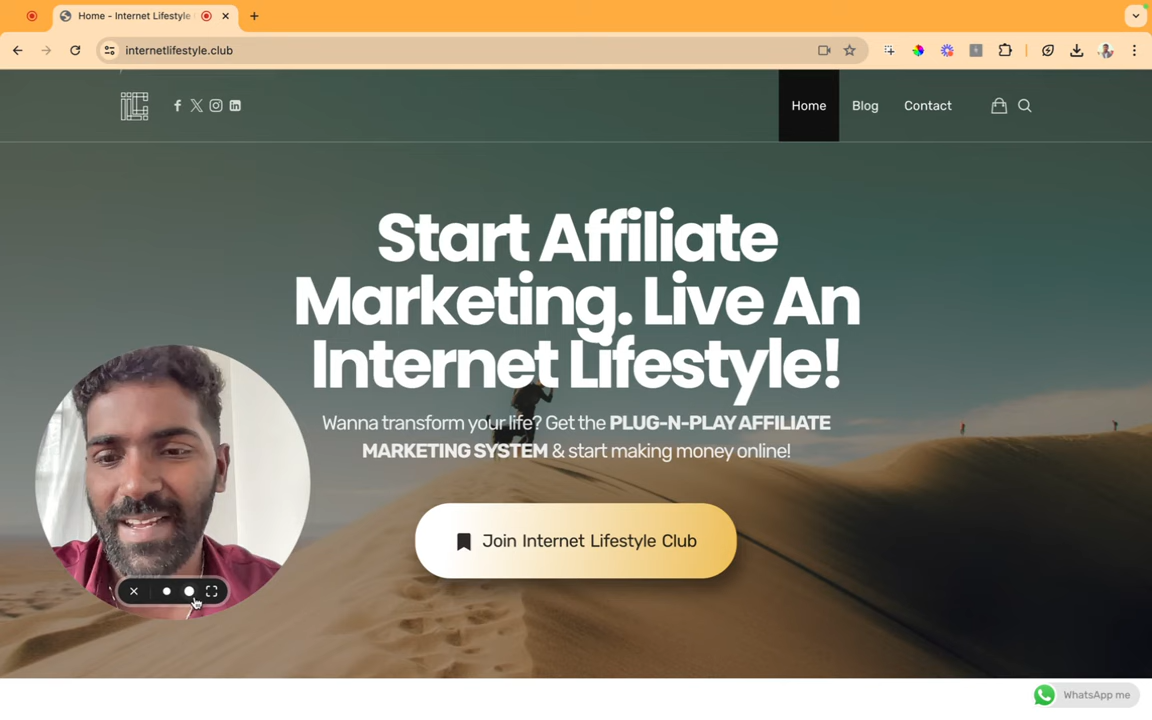 Home - Internet Lifestyle
internetlifestyle.club
Home
Blog
Contact
Start Affiliate
Marketing. Live An
Internet Lifestyle!
Wanna transform your life? Get the PLUG-N-PLAY AFFILIATE
MARKETING SYSTEM & start making money online!
Join Internet Lifestyle Club
WhatsApp me